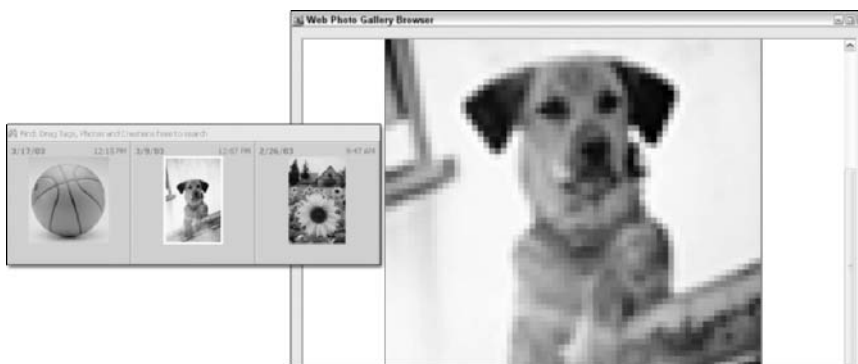 Web Photo Gallery Browser
Find: Drag Tags, Photos and Creations here to search
3/17/03 12:15 PM 3/9/03 12:07 PM 2/26/03 9:47 AM